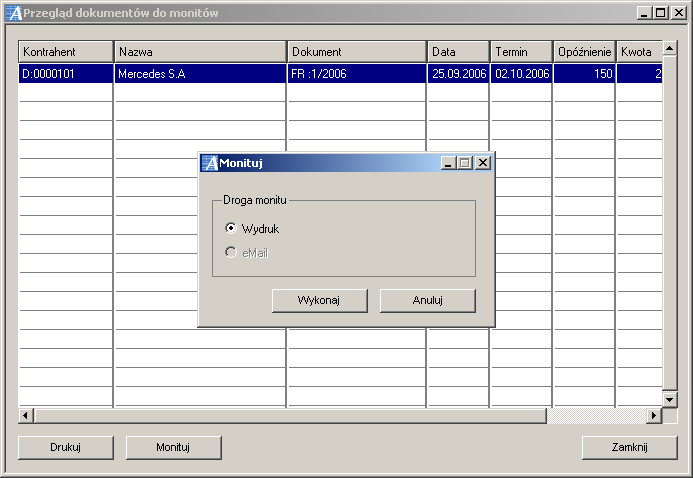 Przegląd dokumentów do monitów
Kontrahent Nazwa Dokument Data Termin Opóźnienie Kwota
D:0000101 Mercedes S.A FR :1/2006 25.09.2006 02.10.2006 150 2
Monituj
Droga monitu
Wydruk
eMail
Wykonaj Anuluj
Drukuj Monituj Zamknij